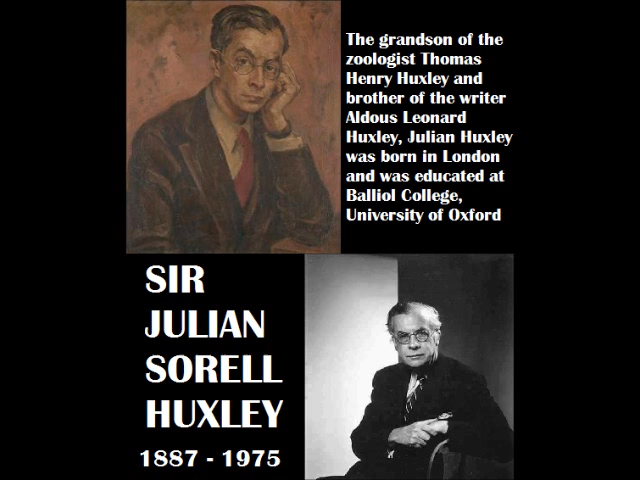 The grandson of the
zoologist Thomas
Henry Huxley and
brother of the writer
Aldous Leonard
Huxley, Julian Huxley
was born in London
and was educated at
Balliol College,
University of Oxford
SIR
JULIAN
SORELL
HUXLEY
1887 - 1975